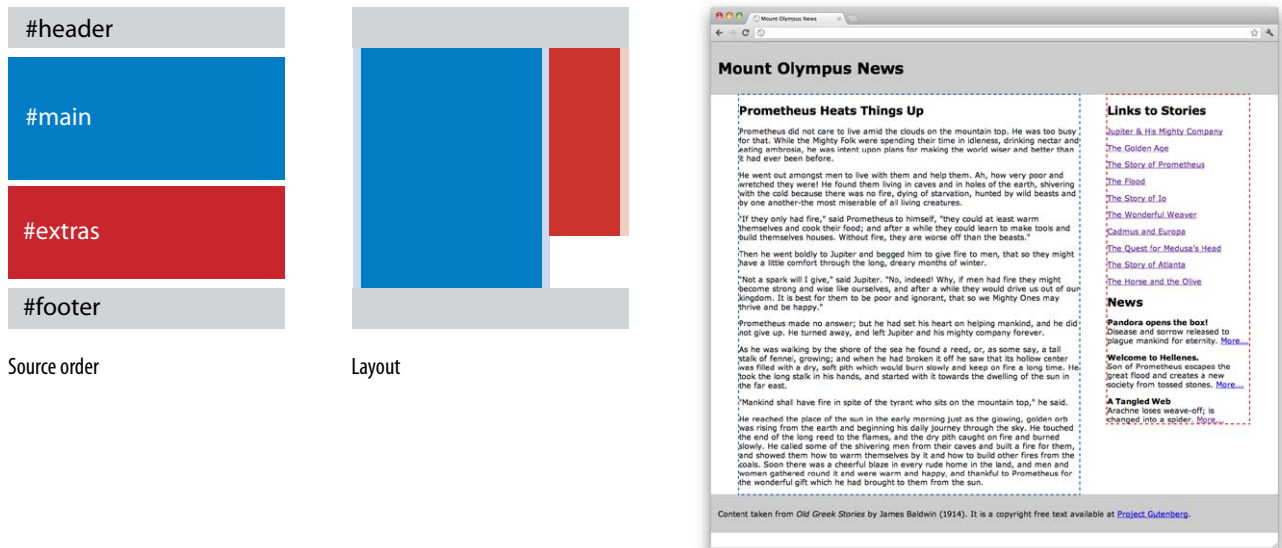 #header
#main
#extras
#footer
Source order
Layout
Mount Olympus News
Mount Olympus News
Prometheus Heats Things Up
Prometheus did not care to live amid the clouds on the mountain top. He was too busy
for that. While the Mighty Folk were spending their time in idleness, drinking nectar and
eating ambrosia, he was intent upon plans for making the world wiser and better than
it had ever been before.
He went out amongst men to live with them and help them. Ah, how very poor and
wretched they were! He found them living in caves and in holes of the earth, shivering
with the cold because there was no fire, dying of starvation, hunted by wild beasts and
by one another-the most miserable of all living creatures.
"If they only had fire," said Prometheus to himself, "they could at least warm
themselves and cook their food; and after a while they could learn to make tools and
build themselves houses. Without fire, they are worse off than the beasts."
Then he went boldly to Jupiter and begged him to give fire to men, that so they might
have a little comfort through the long, dreary months of winter.
"Not a spark will I give," said Jupiter. "No, indeed! Why, if men had fire they might
become strong and wise like ourselves, and after a while they would drive us out of our
kingdom. It is best for them to be poor and ignorant, that so we Mighty Ones may
thrive and be happy."
Prometheus made no answer; but he had set his heart on helping mankind, and he did
not give up. He turned away, and left Jupiter and his mighty company forever.
As he was walking by the shore of the sea he found a reed, or, as some say, a tall
stalk of fennel, growing; and when he had broken it off he saw that its hollow center
was filled with a dry, soft pith which would burn slowly and keep on fire a long time. He
took the long stalk in his hands, and started with it towards the dwelling of the sun in
the far east.
"Mankind shall have fire in spite of the tyrant who sits on the mountain top," he said.
He reached the place of the sun in the early morning just as the glowing, golden orb
was rising from the earth and beginning his daily journey through the sky. He touched
the end of the long reed to the flames, and the dry pith caught on fire and burned
slowly. He called some of the shivering men from their caves and built a fire for them,
and showed them how to warm themselves by it and how to build other fires from the
coals. Soon there was a cheerful blaze in every rude home in the land, and men and
women gathered round it and were warm and happy, and thankful to Prometheus for
the wonderful gift which he had brought to them from the sun.
Links to Stories
Jupiter & His Mighty Company
The Golden Age
The Story of Prometheus
The Flood
The Story of Io
The Wonderful Weaver
Cadmus and Europa
The Quest for Medusa's Head
The Story of Atlanta
The Horse and the Olive
News
Pandora opens the box!
Disease and sorrow released to
plague mankind for eternity. More...
Welcome to Hellenes.
Son of Prometheus escapes the
great flood and creates a new
society from tossed stones. More...
A Tangled Web
Arachne loses weave-off; is
changed into a spider. More...
Content taken from Old Greek Stories by James Baldwin (1914). It is a copyright free text available at Project Gutenberg.